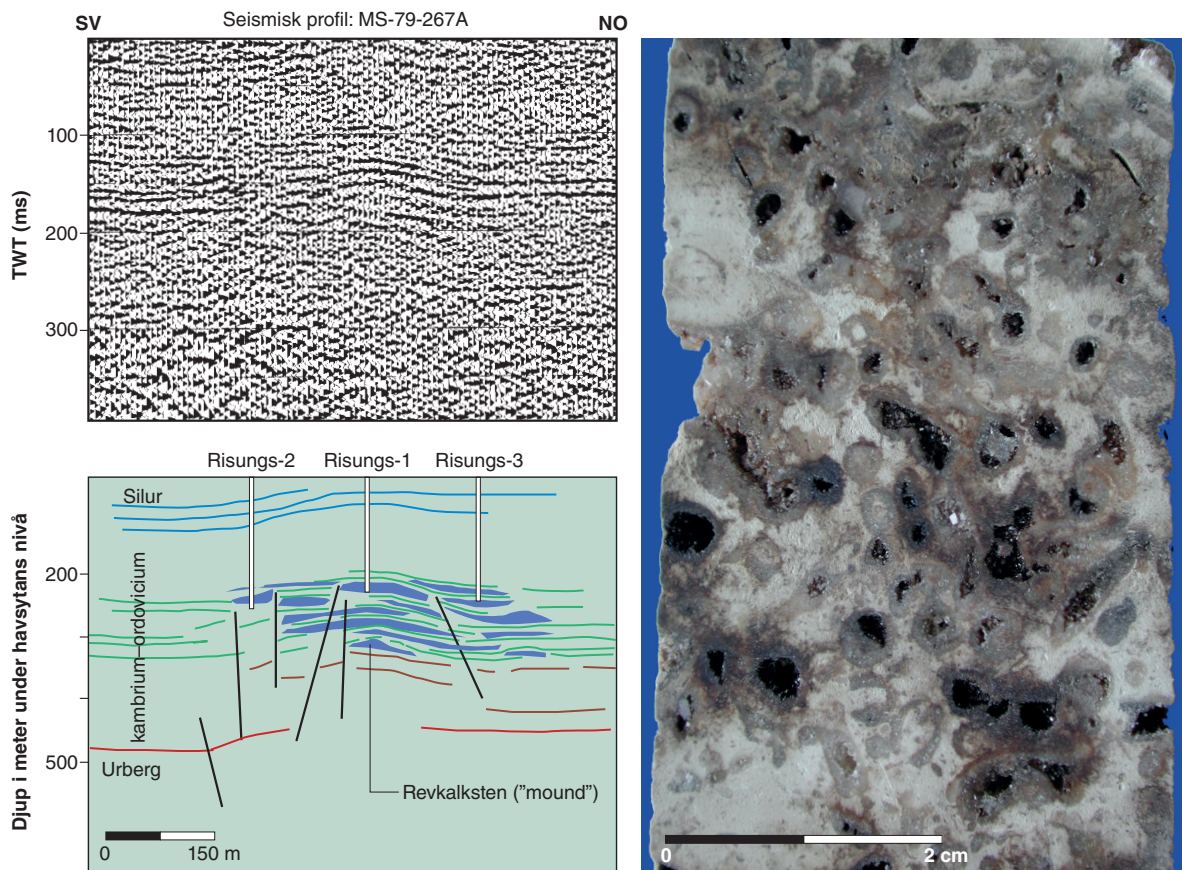 SV
Seismisk profil: MS-79-267A
NO
TWT (ms)
100
200
300
Risungs-2
Risungs-1
Risungs-3
Djup i meter under havsytans nivå
Silur
200
kambrium–ordovicium
500
Urberg
Revkalksten (”mound”)
0
150 m
0
2 cm